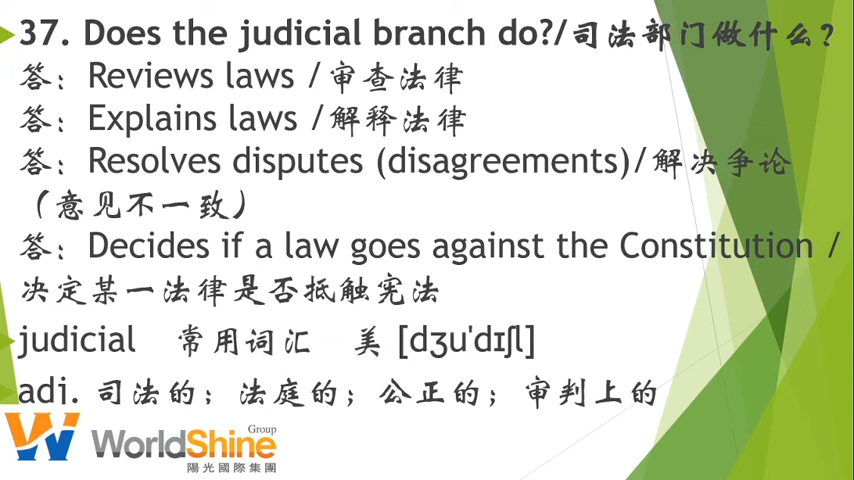 37. Does the judicial branch do?/司法部门做什么?
答：Reviews laws /审查法律
答：Explains laws /解释法律
答：Resolves disputes (disagreements)/解决争论
（意见不一致）
答：Decides if a law goes against the Constitution /
决定某一法律是否抵触宪法
judicial 常用词汇 美 [dʒu'dɪʃl]
adj. 司法的；法庭的；公正的；审判上的
WorldShine Group
陽光國際集團